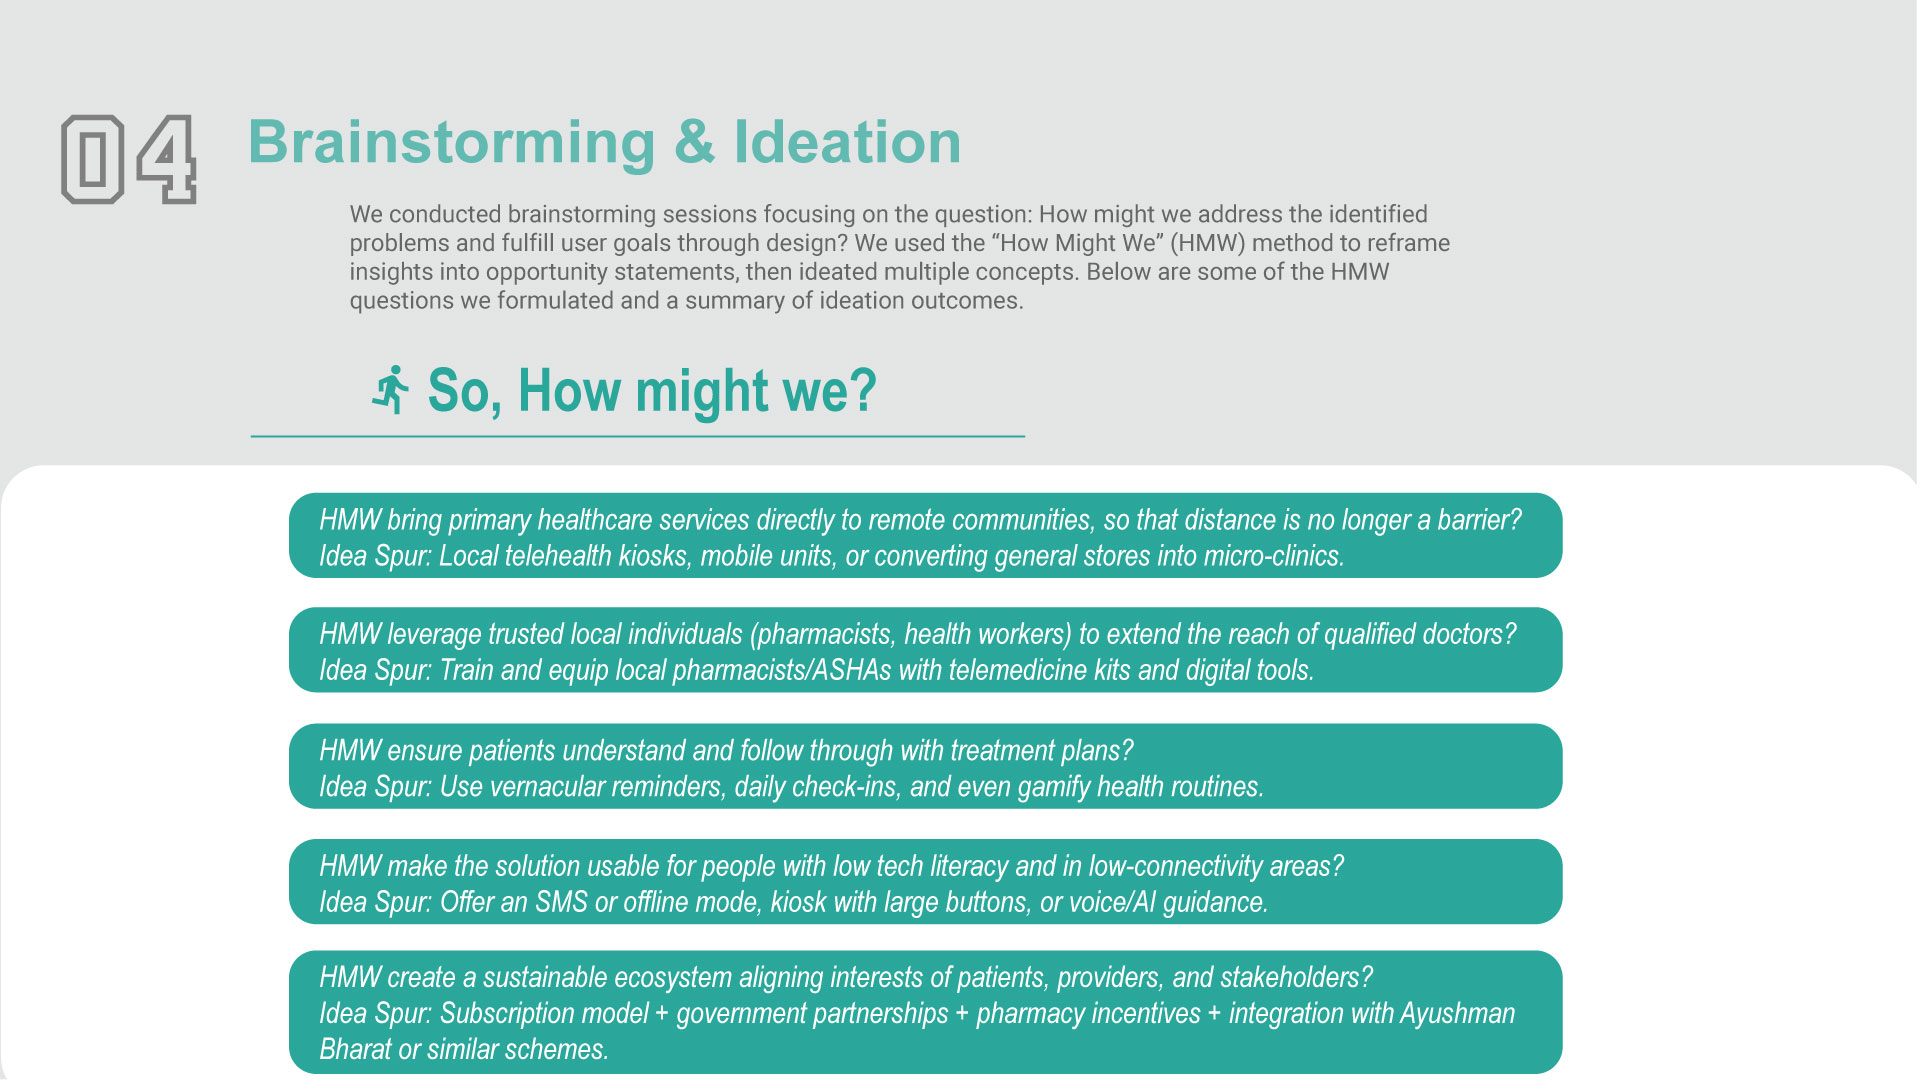 04
Brainstorming & Ideation
We conducted brainstorming sessions focusing on the question: How might we address the identified
problems and fulfill user goals through design? We used the “How Might We” (HMW) method to reframe
insights into opportunity statements, then ideated multiple concepts. Below are some of the HMW
questions we formulated and a summary of ideation outcomes.
So, How might we?
HMW bring primary healthcare services directly to remote communities, so that distance is no longer a barrier?
Idea Spur: Local telehealth kiosks, mobile units, or converting general stores into micro-clinics.
HMW leverage trusted local individuals (pharmacists, health workers) to extend the reach of qualified doctors?
Idea Spur: Train and equip local pharmacists/ASHAs with telemedicine kits and digital tools.
HMW ensure patients understand and follow through with treatment plans?
Idea Spur: Use vernacular reminders, daily check-ins, and even gamify health routines.
HMW make the solution usable for people with low tech literacy and in low-connectivity areas?
Idea Spur: Offer an SMS or offline mode, kiosk with large buttons, or voice/AI guidance.
HMW create a sustainable ecosystem aligning interests of patients, providers, and stakeholders?
Idea Spur: Subscription model + government partnerships + pharmacy incentives + integration with Ayushman
Bharat or similar schemes.